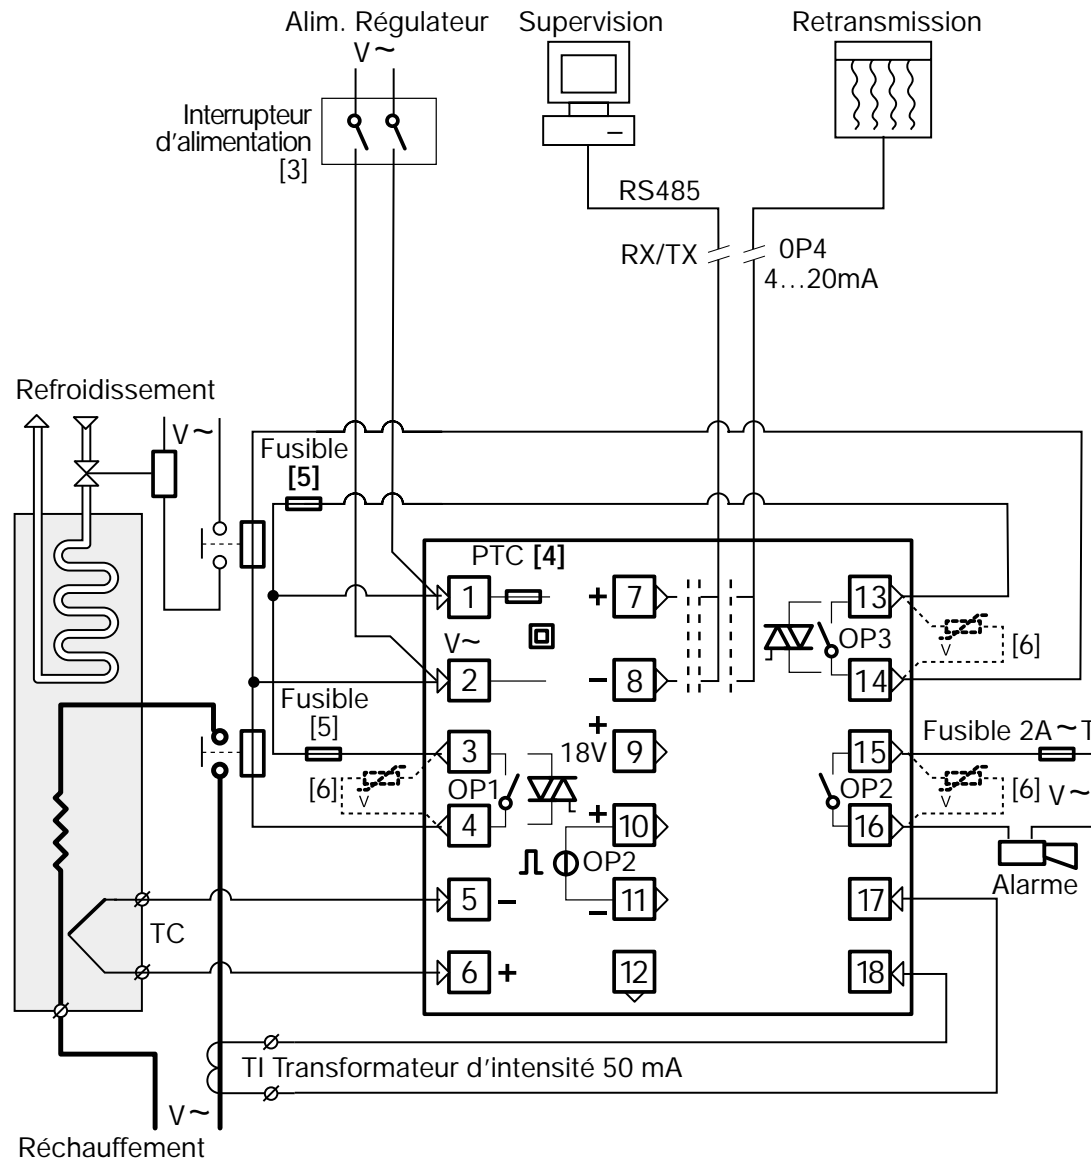 Alim. Régulateur
Supervision
Retransmission
V~
Interrupteur
d'alimentation
[3]
RS485
RX/TX
0P4
4...20mA
Refroidissement
V~
Fusible
[5]
PTC [4]
1
+
7
13
V~
OP3
[6]
2
–
8
14
Fusible
[5]
+
18V
Fusible 2A~T
3
9
15
[6]
V
OP1
OP2
[6]
V~
4
+
10
16
OP2
Alarme
5
–
–
11
17
TC
6
+
12
18
TI Transformateur d'intensité 50 mA
V~
Réchauffement
V
V